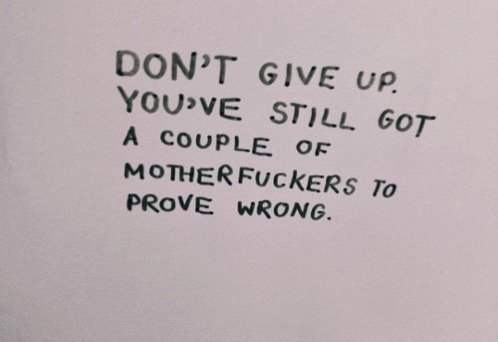 DON'T GIVE UP.
YOU'VE STILL GOT
A COUPLE OF
MOTHERFUCKERS TO
PROVE WRONG.